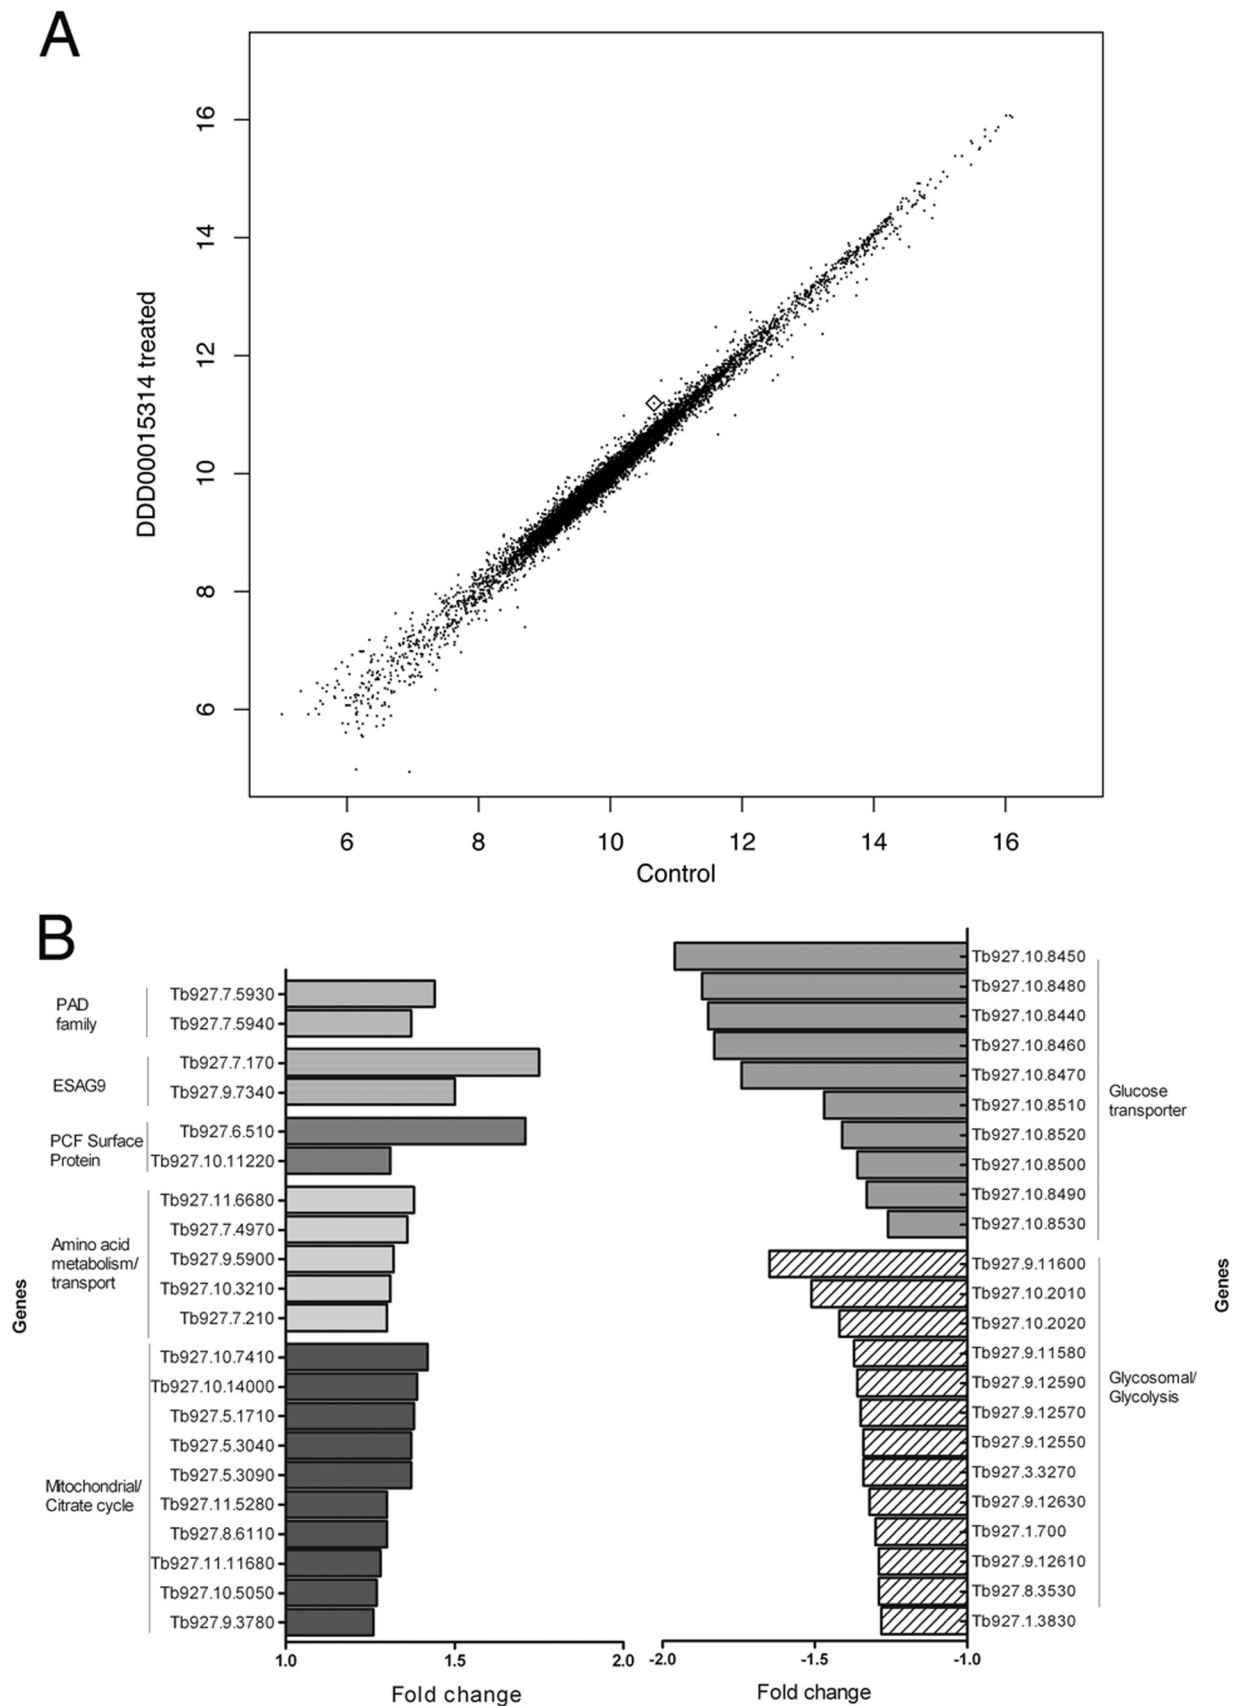 A
16
14
12
10
8
6
DDD00015314 treated
6 8 10 12 14 16
Control
B
PAD
family
Tb927.7.5930
Tb927.7.5940
ESAG9
Tb927.7.170
Tb927.9.7340
PCF Surface
Protein
Tb927.6.510
Tb927.10.11220
Amino acid
metabolism/
transport
Tb927.11.6680
Tb927.7.4970
Tb927.9.5900
Tb927.10.3210
Tb927.7.210
Genes
Mitochondrial/
Citrate cycle
Tb927.10.7410
Tb927.10.14000
Tb927.5.1710
Tb927.5.3040
Tb927.5.3090
Tb927.11.5280
Tb927.8.6110
Tb927.11.11680
Tb927.10.5050
Tb927.9.3780
1.0 1.5 2.0
Fold change
Tb927.10.8450
Tb927.10.8480
Tb927.10.8440
Tb927.10.8460
Tb927.10.8470
Tb927.10.8510
Tb927.10.8520
Tb927.10.8500
Tb927.10.8490
Tb927.10.8530
Glucose
transporter
Tb927.9.11600
Tb927.10.2010
Tb927.10.2020
Tb927.9.11580
Tb927.9.12590
Tb927.9.12570
Tb927.9.12550
Tb927.3.3270
Tb927.9.12630
Tb927.1.700
Tb927.9.12610
Tb927.8.3530
Tb927.1.3830
Glycosomal/
Glycolysis
Genes
-2.0 -1.5 -1.0
Fold change